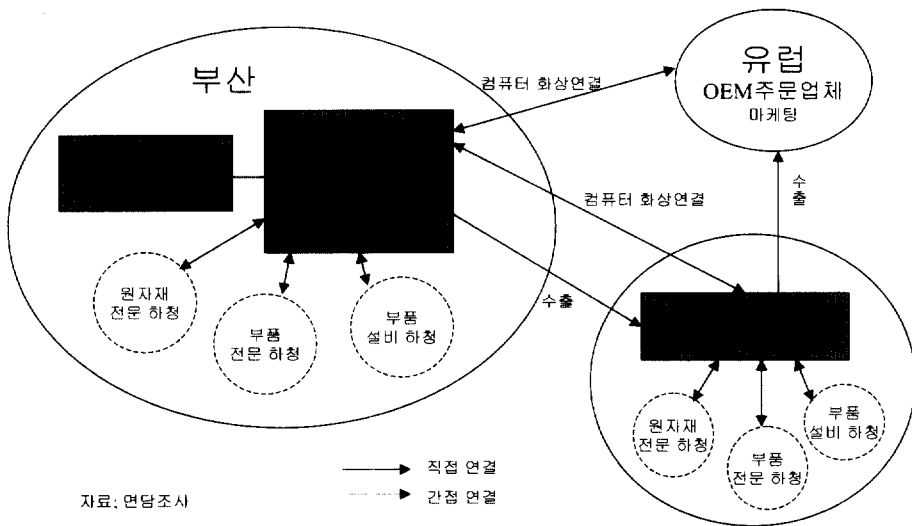 부산
유럽
OEM주문업체
마케팅
컴퓨터 화상연결
컴퓨터 화상연결
수출
수출
원자재
전문 하청
부품
전문 하청
부품
설비 하청
원자재
전문 하청
부품
전문 하청
부품
설비 하청
직접 연결
간접 연결
자료: 면담조사